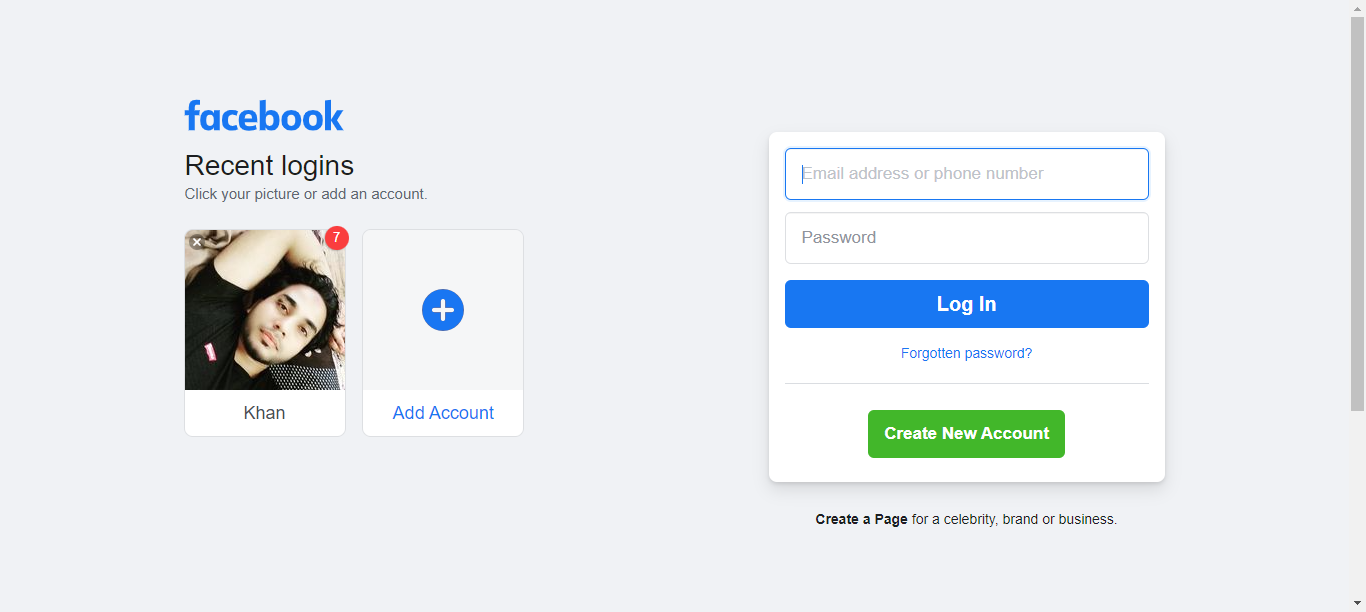 facebook
Recent logins
Click your picture or add an account.
7
Khan
Add Account
Email address or phone number
Password
Log In
Forgotten password?
Create New Account
Create a Page for a celebrity, brand or business.